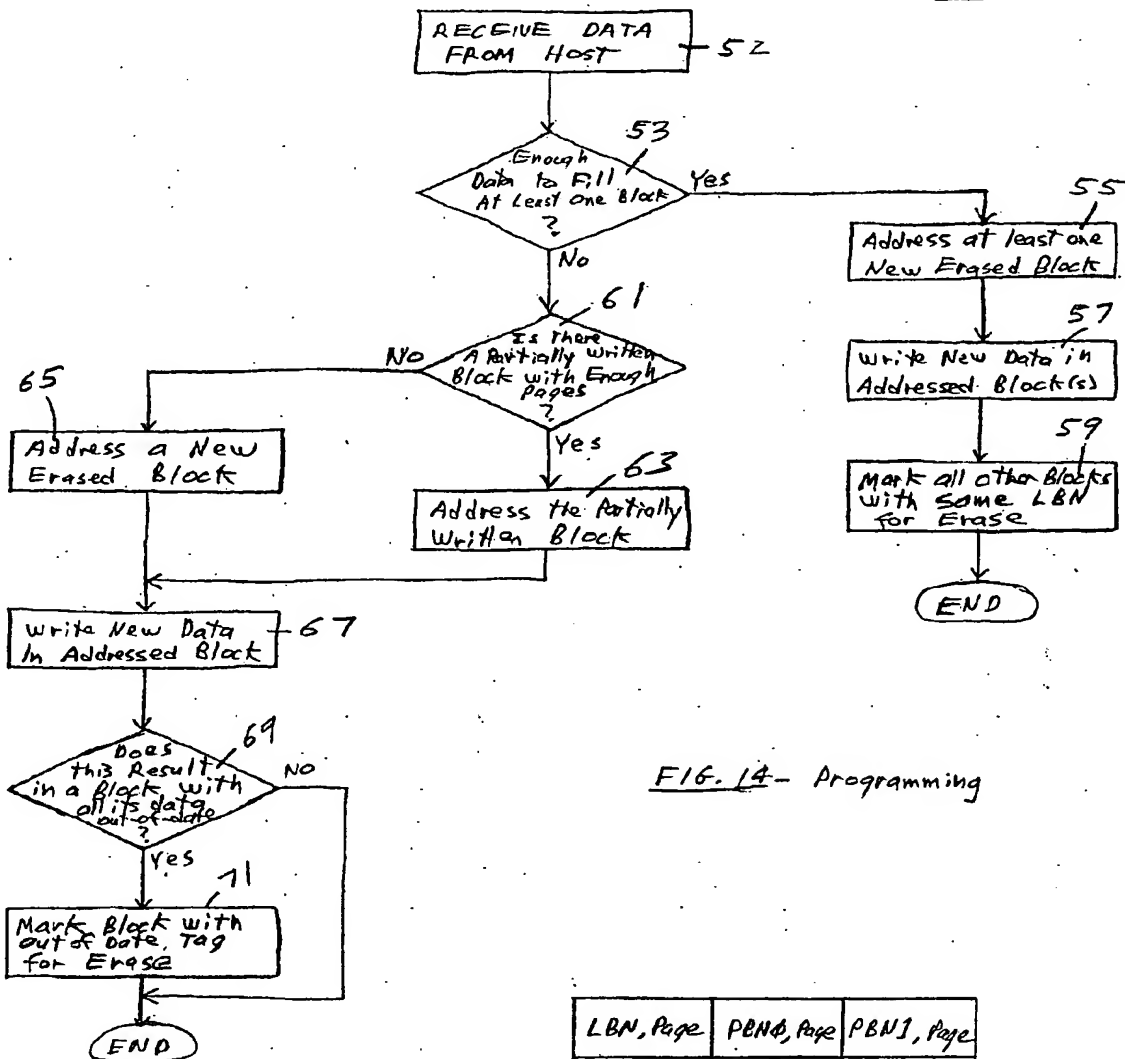 RECEIVE DATA
FROM HOST
52
53
Enough
Data to Fill
At Least One Block
?
Yes
No
55
Address at least one
New Erased Block
57
Write New Data in
Addressed Block(s)
59
Mark all other Blocks
with same LBN
for Erase
END
61
Is There
A Partially Written
Block with Enough
Pages
?
No
Yes
65
Address a New
Erased Block
63
Address the Partially
Written Block
Write New Data
In Addressed Block
67
69
Does
this Result
in a Block with
all its data
out-of-date
?
NO
Yes
71
Mark Block with
out of Date, Tag
for Erase
END
FIG. 14 - Programming
LBN, Page PBNØ, Page PBN1, Page